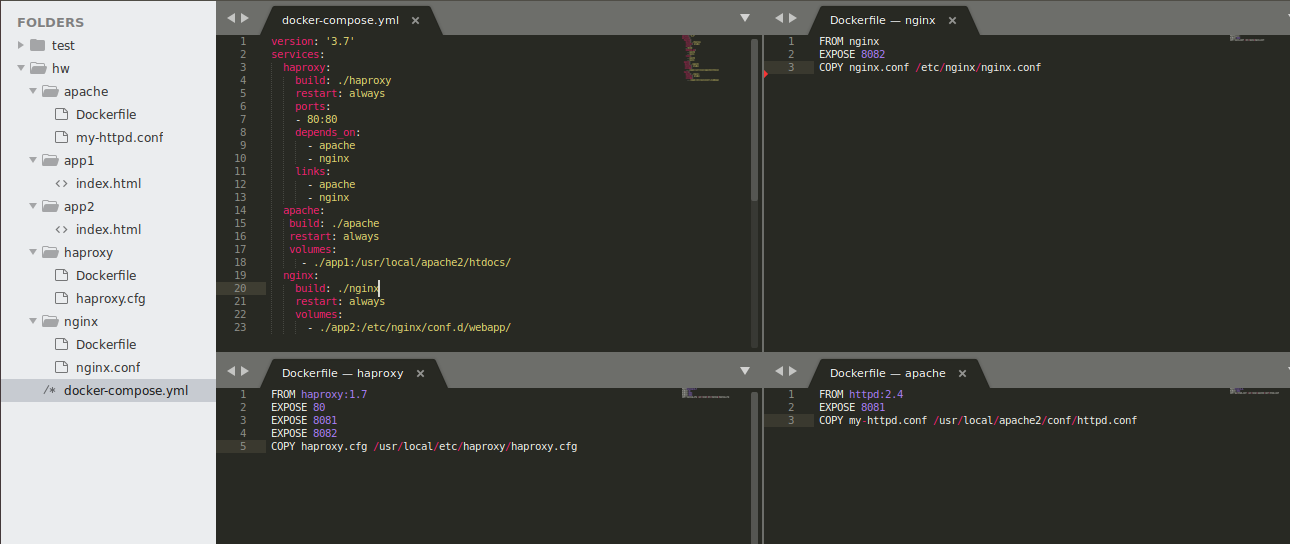 FOLDERS
test
hw
apache
Dockerfile
my-httpd.conf
app1
<> index.html
app2
<> index.html
haproxy
Dockerfile
haproxy.cfg
nginx
Dockerfile
nginx.conf
/* docker-compose.yml
docker-compose.yml ×
1 version: '3.7'
2 services:
3 haproxy:
4 build: ./haproxy
5 restart: always
6 ports:
7 - 80:80
8 depends_on:
9 - apache
10 - nginx
11 links:
12 - apache
13 - nginx
14 apache:
15 build: ./apache
16 restart: always
17 volumes:
18 - ./app1:/usr/local/apache2/htdocs/
19 nginx:
20 build: ./nginx
21 restart: always
22 volumes:
23 - ./app2:/etc/nginx/conf.d/webapp/
Dockerfile — nginx ×
1 FROM nginx
2 EXPOSE 8082
3 COPY nginx.conf /etc/nginx/nginx.conf
Dockerfile — haproxy ×
1 FROM haproxy:1.7
2 EXPOSE 80
3 EXPOSE 8081
4 EXPOSE 8082
5 COPY haproxy.cfg /usr/local/etc/haproxy/haproxy.cfg
Dockerfile — apache ×
1 FROM httpd:2.4
2 EXPOSE 8081
3 COPY my-httpd.conf /usr/local/apache2/conf/httpd.conf